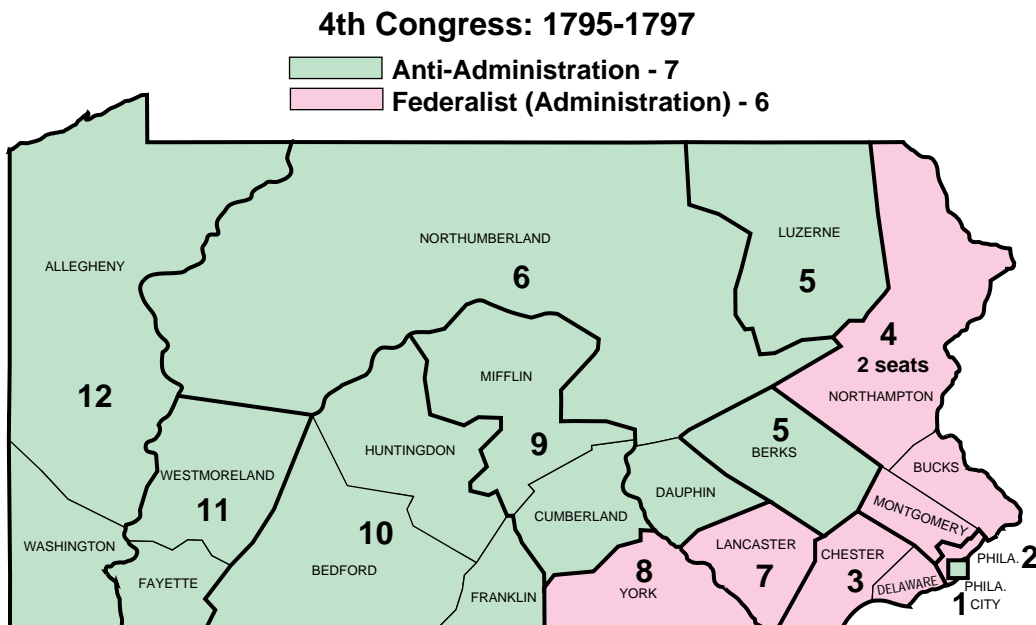 4th Congress: 1795-1797
Anti-Administration - 7
Federalist (Administration) - 6
NORTHUMBERLAND
6
LUZERNE
5
ALLEGHENY
12
4
2 seats
NORTHAMPTON
MIFFLIN
9
HUNTINGDON
5
BERKS
BUCKS
WESTMORELAND
11
DAUPHIN
MONTGOMERY
CUMBERLAND
10
BEDFORD
WASHINGTON
FAYETTE
FRANKLIN
8
YORK
LANCASTER
7
CHESTER
3
DELAWARE
PHILA. 2
PHILA.
1 CITY